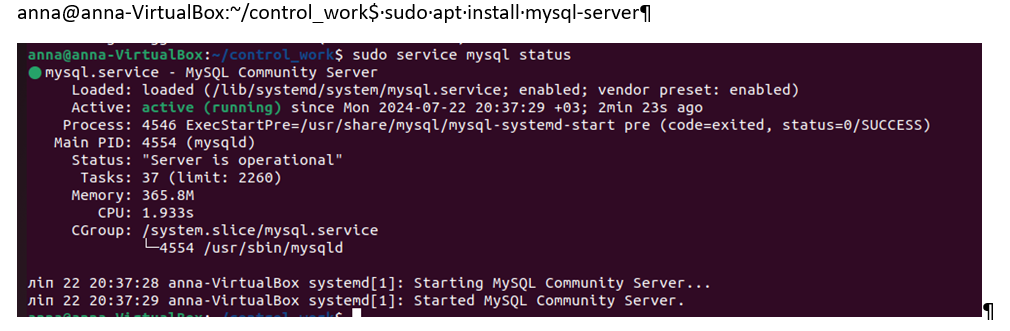 anna@anna-VirtualBox:~/control_work$·sudo·apt·install·mysql-server¶
anna@anna-VirtualBox:~/control_work$ sudo service mysql status
● mysql.service - MySQL Community Server
Loaded: loaded (/lib/systemd/system/mysql.service; enabled; vendor preset: enabled)
Active: active (running) since Mon 2024-07-22 20:37:29 +03; 2min 23s ago
Process: 4546 ExecStartPre=/usr/share/mysql/mysql-systemd-start pre (code=exited, status=0/SUCCESS)
Main PID: 4554 (mysqld)
Status: "Server is operational"
Tasks: 37 (limit: 2260)
Memory: 365.8M
CPU: 1.933s
CGroup: /system.slice/mysql.service
└─4554 /usr/sbin/mysqld
ліп 22 20:37:28 anna-VirtualBox systemd[1]: Starting MySQL Community Server...
ліп 22 20:37:29 anna-VirtualBox systemd[1]: Started MySQL Community Server.
anna@anna-VirtualBox:~/control_work$
¶